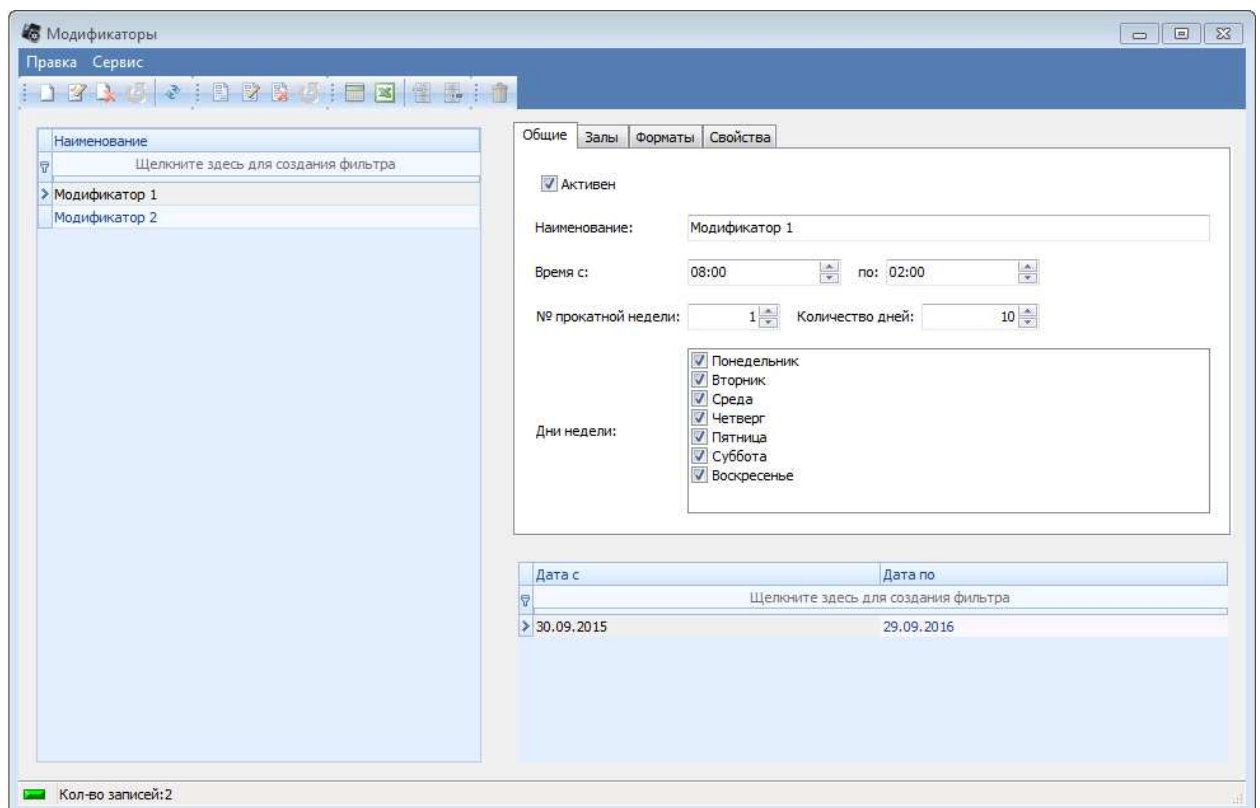 Модификаторы
Правка Сервис
Наименование
Щелкните здесь для создания фильтра
Модификатор 1
Модификатор 2
Общие Залы Форматы Свойства
Активен
Наименование: Модификатор 1
Время с: 08:00 по: 02:00
№ прокатной недели: 1 Количество дней: 10
Дни недели:
Понедельник
Вторник
Среда
Четверг
Пятница
Суббота
Воскресенье
Дата с Дата по
Щелкните здесь для создания фильтра
30.09.2015 29.09.2016
Кол-во записей:2